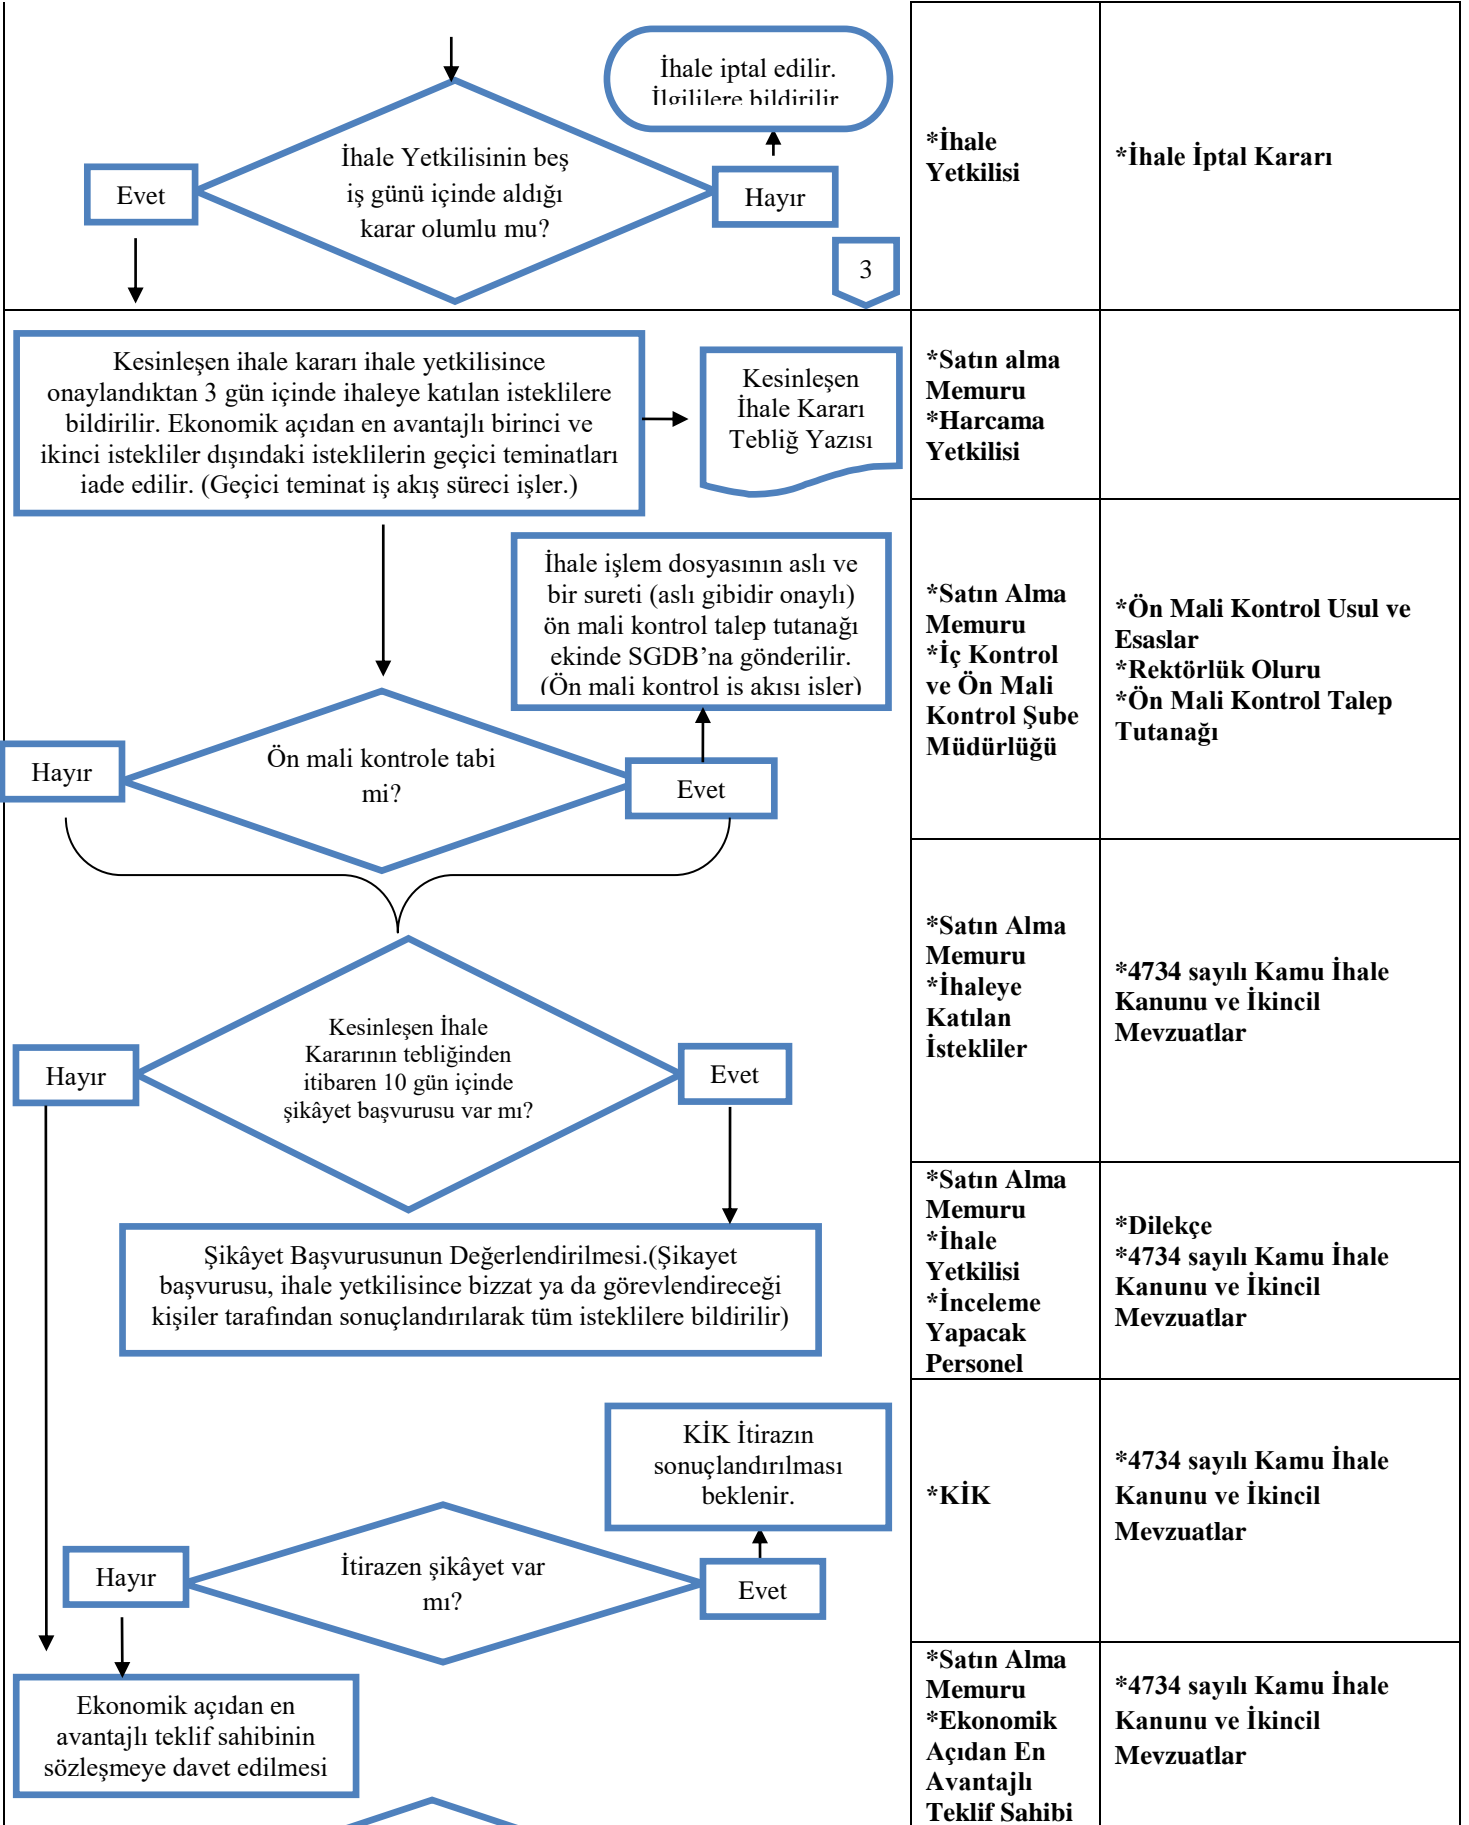 İhale iptal edilir.
İlgililere bildirilir
İhale Yetkilisinin beş
iş günü içinde aldığı
karar olumlu mu?
Evet
Hayır
3
*İhale
Yetkilisi
*İhale İptal Kararı
Kesinleşen ihale kararı ihale yetkilisince
onaylandıktan 3 gün içinde ihaleye katılan isteklilere
bildirilir. Ekonomik açıdan en avantajlı birinci ve
ikinci istekliler dışındaki isteklilerin geçici teminatları
iade edilir. (Geçici teminat iş akış süreci işler.)
Kesinleşen
İhale Kararı
Tebliğ Yazısı
*Satın alma
Memuru
*Harcama
Yetkilisi
İhale işlem dosyasının aslı ve
bir sureti (aslı gibidir onaylı)
ön mali kontrol talep tutanağı
ekinde SGDB’na gönderilir.
(Ön mali kontrol iş akışı işler)
Ön mali kontrole tabi
mi?
Hayır
Evet
*Satın Alma
Memuru
*İç Kontrol
ve Ön Mali
Kontrol Şube
Müdürlüğü
*Ön Mali Kontrol Usul ve
Esaslar
*Rektörlük Oluru
*Ön Mali Kontrol Talep
Tutanağı
Kesinleşen İhale
Kararının tebliğinden
itibaren 10 gün içinde
şikâyet başvurusu var mı?
Hayır
Evet
*Satın Alma
Memuru
*İhaleye
Katılan
İstekliler
*4734 sayılı Kamu İhale
Kanunu ve İkincil
Mevzuatlar
Şikâyet Başvurusunun Değerlendirilmesi.(Şikayet
başvurusu, ihale yetkilisince bizzat ya da görevlendireceği
kişiler tarafından sonuçlandırılarak tüm isteklilere bildirilir)
*Satın Alma
Memuru
*İhale
Yetkilisi
*İnceleme
Yapacak
Personel
*Dilekçe
*4734 sayılı Kamu İhale
Kanunu ve İkincil
Mevzuatlar
KİK İtirazın
sonuçlandırılması
beklenir.
İtirazen şikâyet var
mı?
Hayır
Evet
*KİK
*4734 sayılı Kamu İhale
Kanunu ve İkincil
Mevzuatlar
Ekonomik açıdan en
avantajlı teklif sahibinin
sözleşmeye davet edilmesi
*Satın Alma
Memuru
*Ekonomik
Açıdan En
Avantajlı
Teklif Sahibi
*4734 sayılı Kamu İhale
Kanunu ve İkincil
Mevzuatlar